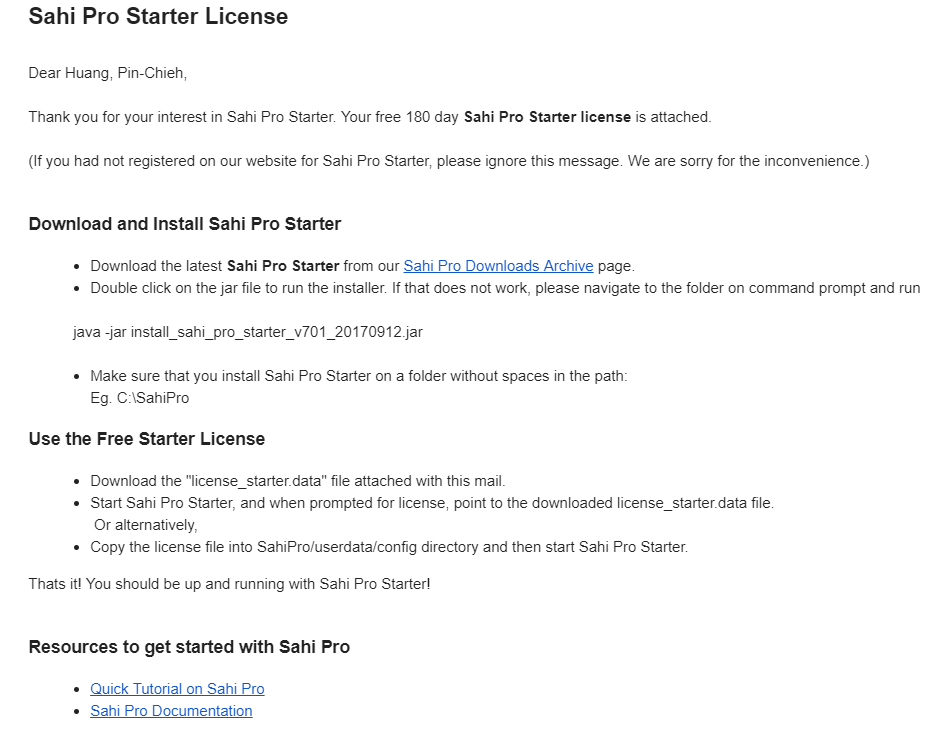 Sahi Pro Starter License
Dear Huang, Pin-Chieh,
Thank you for your interest in Sahi Pro Starter. Your free 180 day Sahi Pro Starter license is attached.
(If you had not registered on our website for Sahi Pro Starter, please ignore this message. We are sorry for the inconvenience.)
Download and Install Sahi Pro Starter
• Download the latest Sahi Pro Starter from our Sahi Pro Downloads Archive page.
• Double click on the jar file to run the installer. If that does not work, please navigate to the folder on command prompt and run
java -jar install_sahi_pro_starter_v701_20170912.jar
• Make sure that you install Sahi Pro Starter on a folder without spaces in the path:
Eg. C:\SahiPro
Use the Free Starter License
• Download the "license_starter.data" file attached with this mail.
• Start Sahi Pro Starter, and when prompted for license, point to the downloaded license_starter.data file.
Or alternatively,
• Copy the license file into SahiPro/userdata/config directory and then start Sahi Pro Starter.
Thats it! You should be up and running with Sahi Pro Starter!
Resources to get started with Sahi Pro
• Quick Tutorial on Sahi Pro
• Sahi Pro Documentation